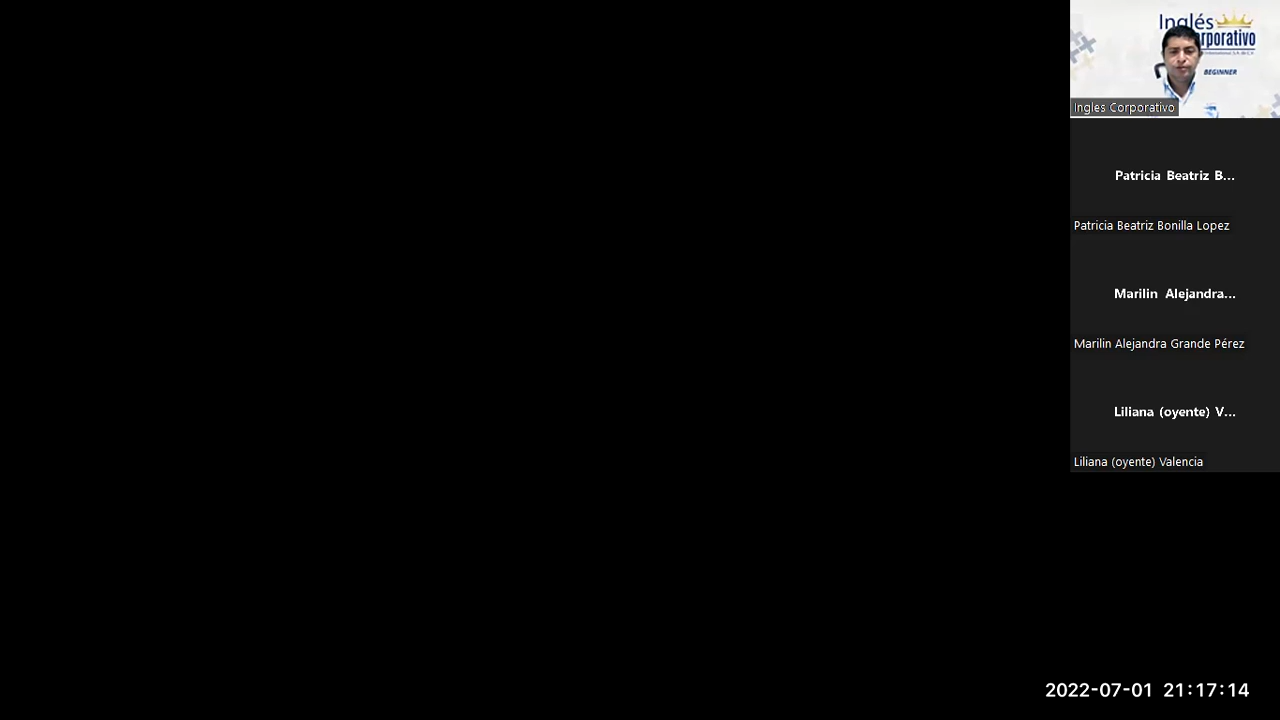 Inglés
orporativo
BEGINNER
Ingles Corporativo
Patricia Beatriz B...
Patricia Beatriz Bonilla Lopez
Marilin Alejandra...
Marilin Alejandra Grande Pérez
Liliana (oyente) V...
Liliana (oyente) Valencia
2022-07-01 21:17:14